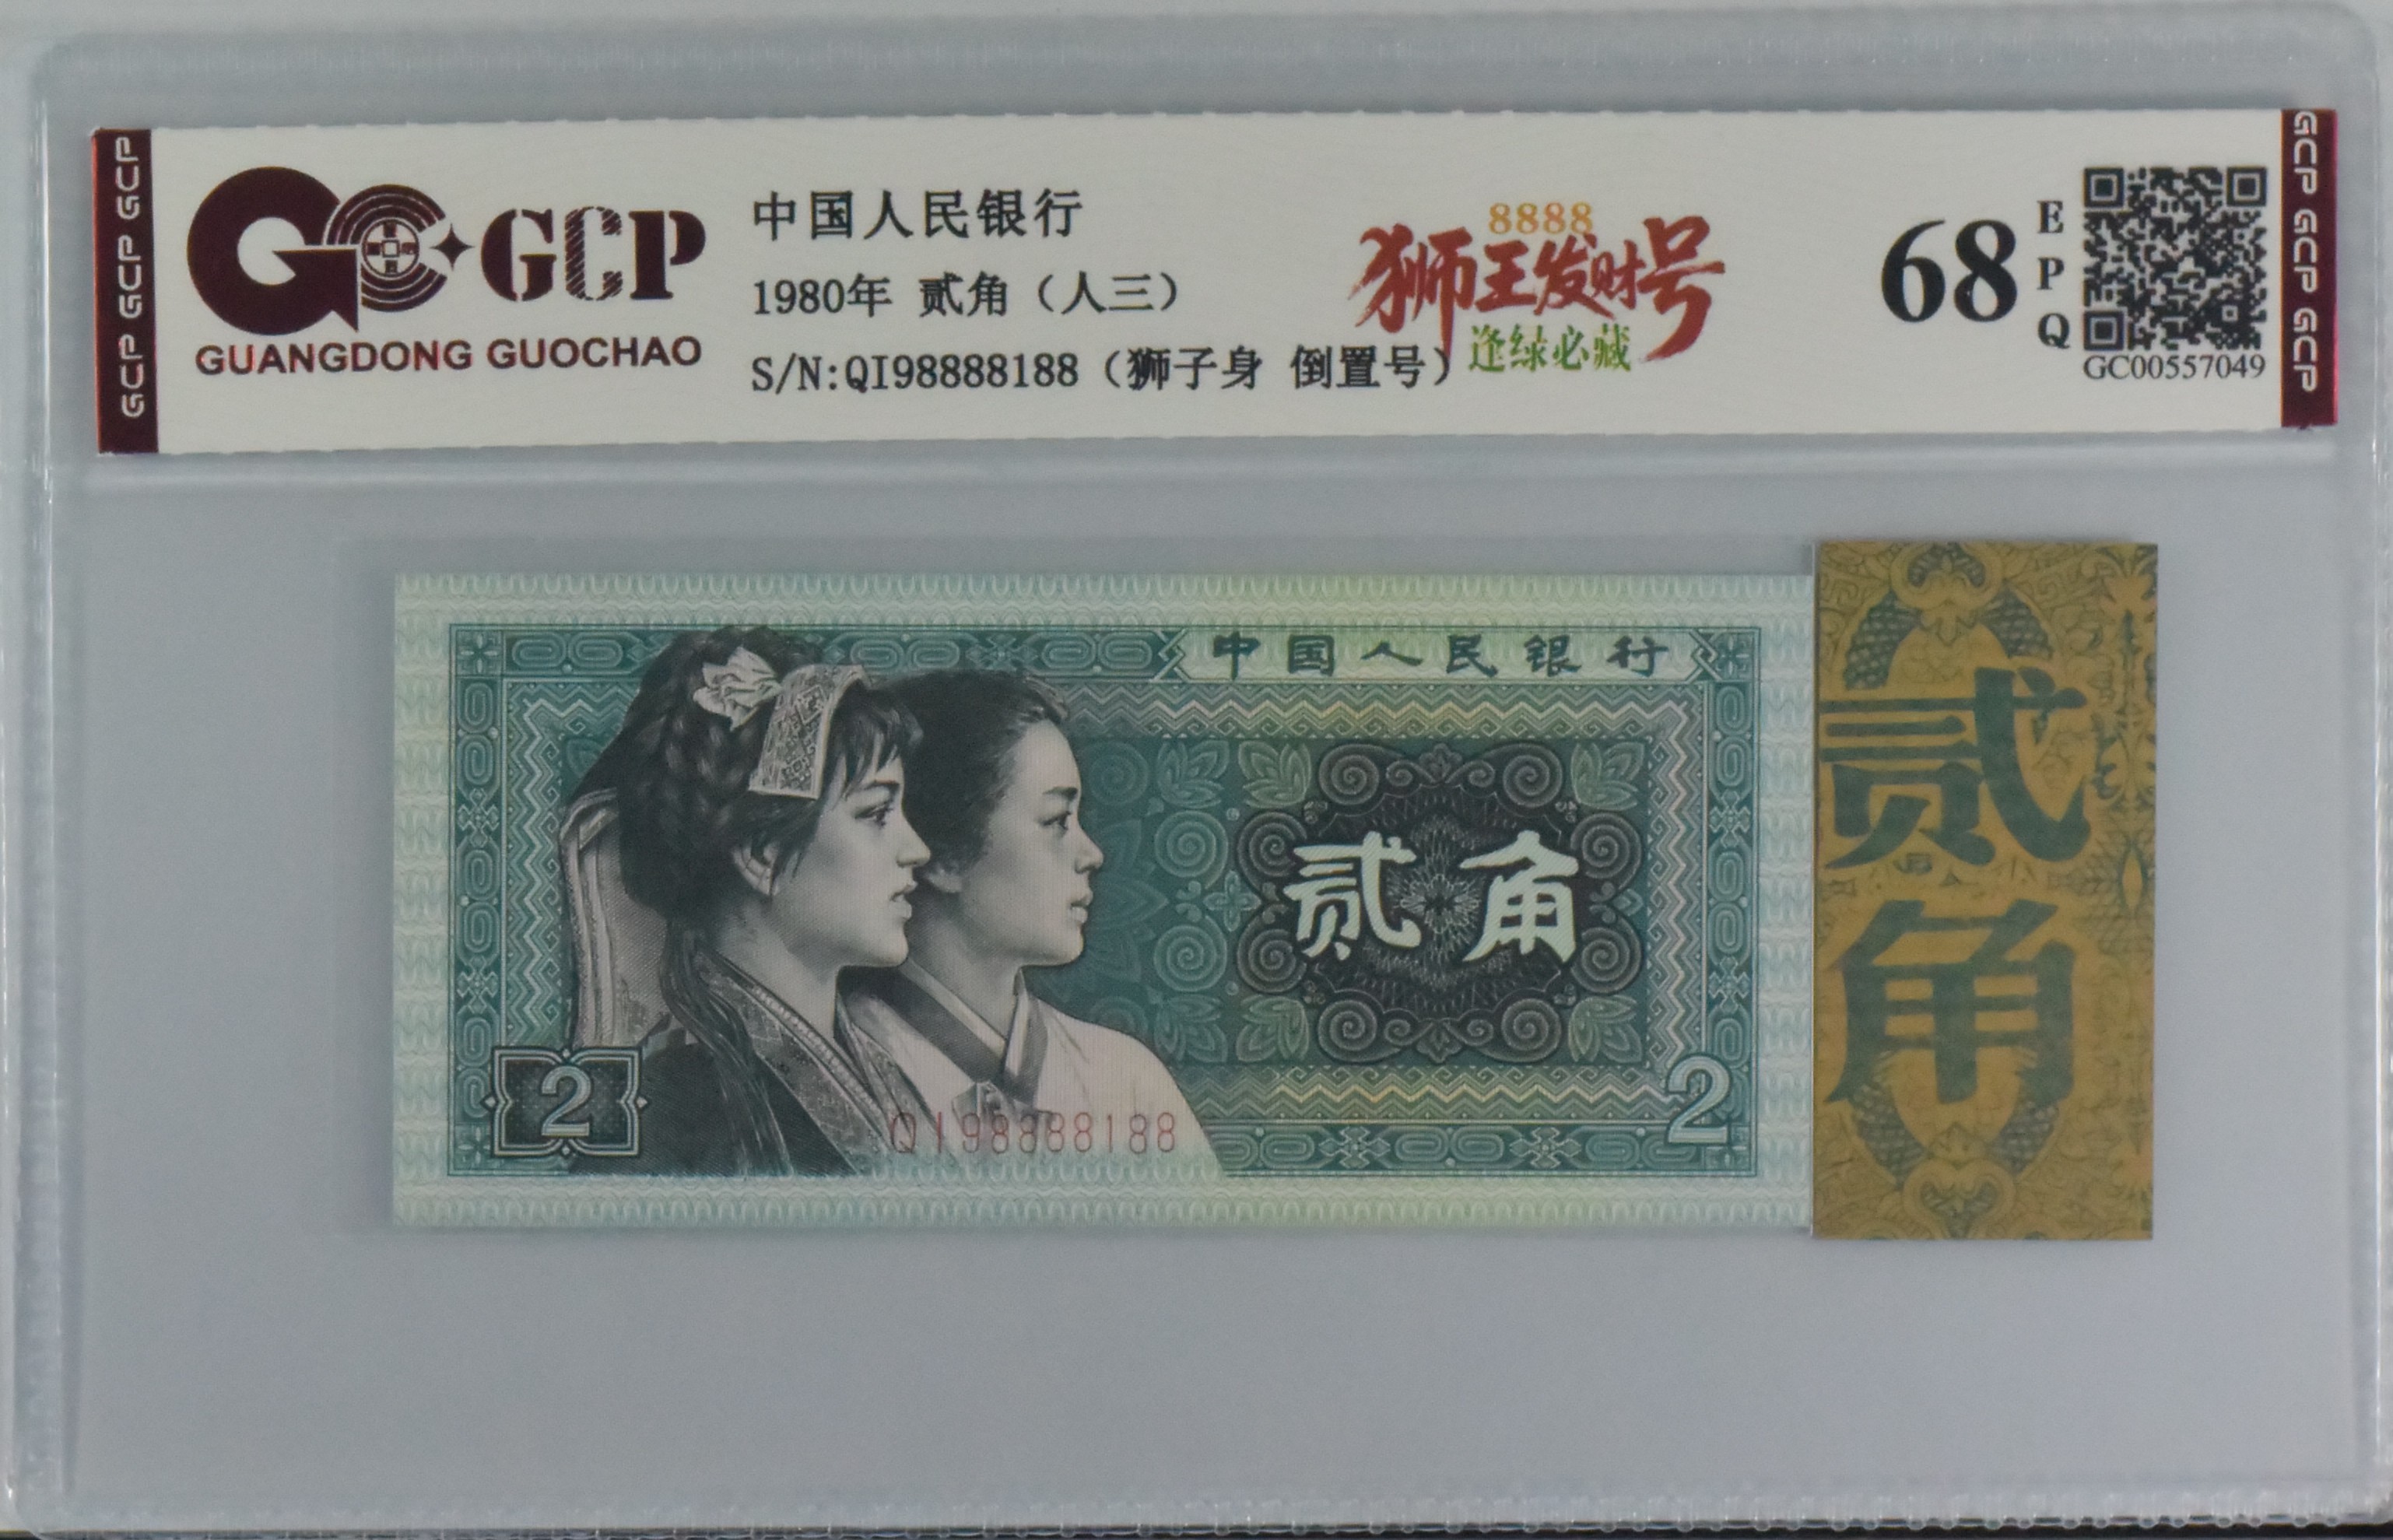 GCP GCP GCP
GCP
GUANGDONG GUOCHAO
中国人民银行
1980年 贰角（人三）
S/N:QI98888188（狮子身 倒置号）
8888
狮王发财号
逢绿必藏
68
EPQ
GC00557049
GCP GCP GCP
中国人民银行
贰角
2
2
QI98888188
贰角